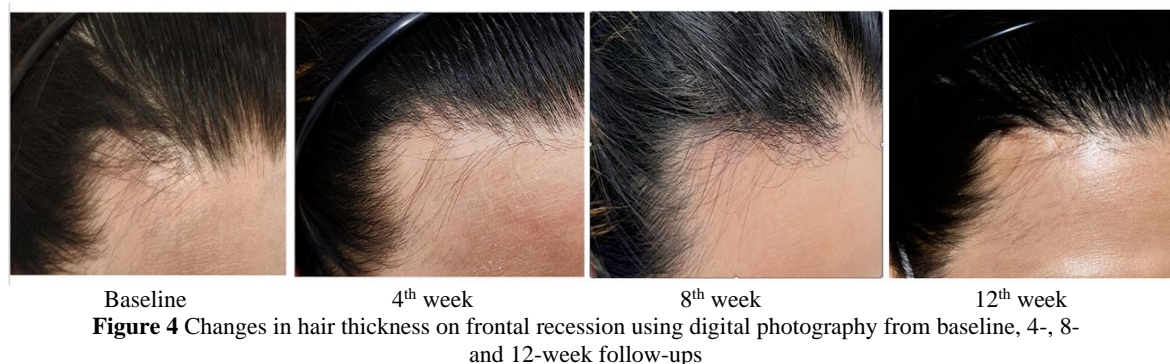 Baseline 4th week 8th week 12th week
Figure 4 Changes in hair thickness on frontal recession using digital photography from baseline, 4-, 8-
and 12-week follow-ups